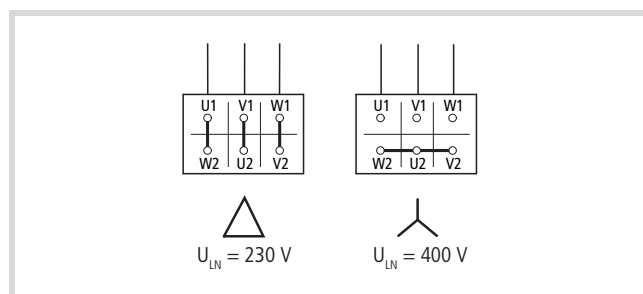 U1 V1 W1 U1 V1 W1
W2 U2 V2 W2 U2 V2
U_LN = 230 V U_LN = 400 V